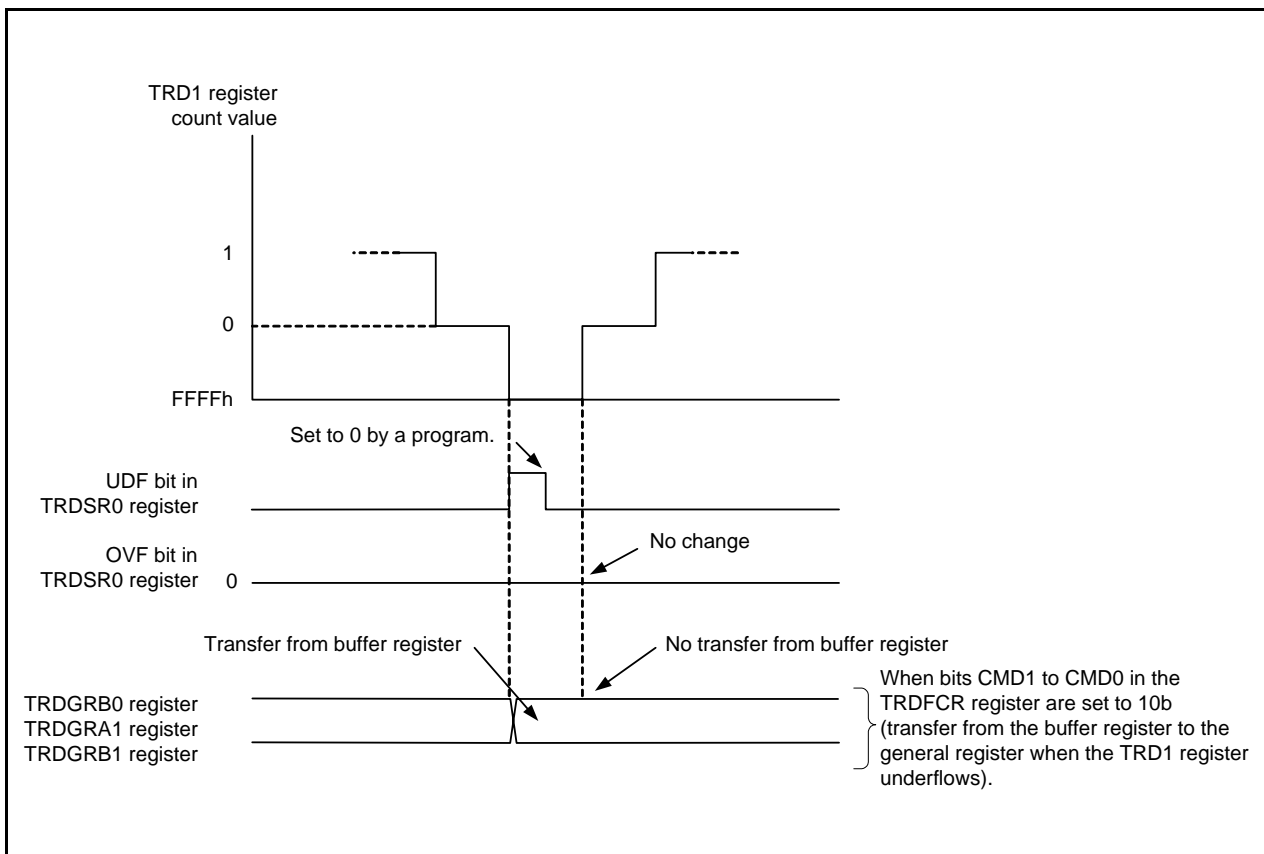 TRD1 register
count value
1
0
FFFFh
Set to 0 by a program.
UDF bit in
TRDSR0 register
No change
OVF bit in
TRDSR0 register
0
Transfer from buffer register
No transfer from buffer register
TRDGRB0 register
TRDGRA1 register
TRDGRB1 register
When bits CMD1 to CMD0 in the
TRDFCR register are set to 10b
(transfer from the buffer register to the
general register when the TRD1 register
underflows).